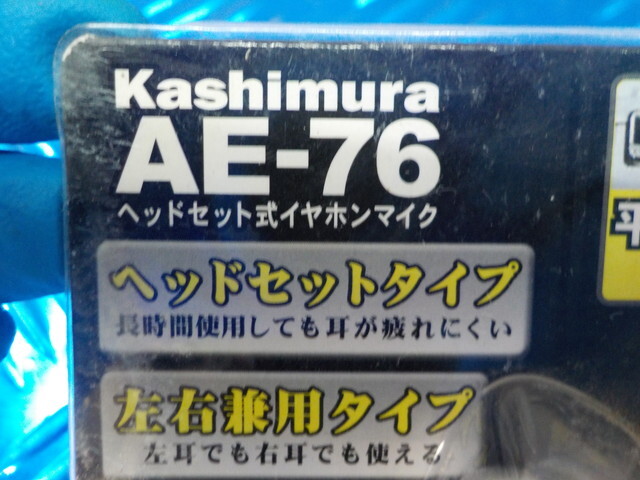 Kashimura
AE-76
ヘッドセット式イヤホンマイク
ヘッドセットタイプ
長時間使用しても耳が疲れにくい
左右兼用タイプ
左耳でも右耳でも使える
平